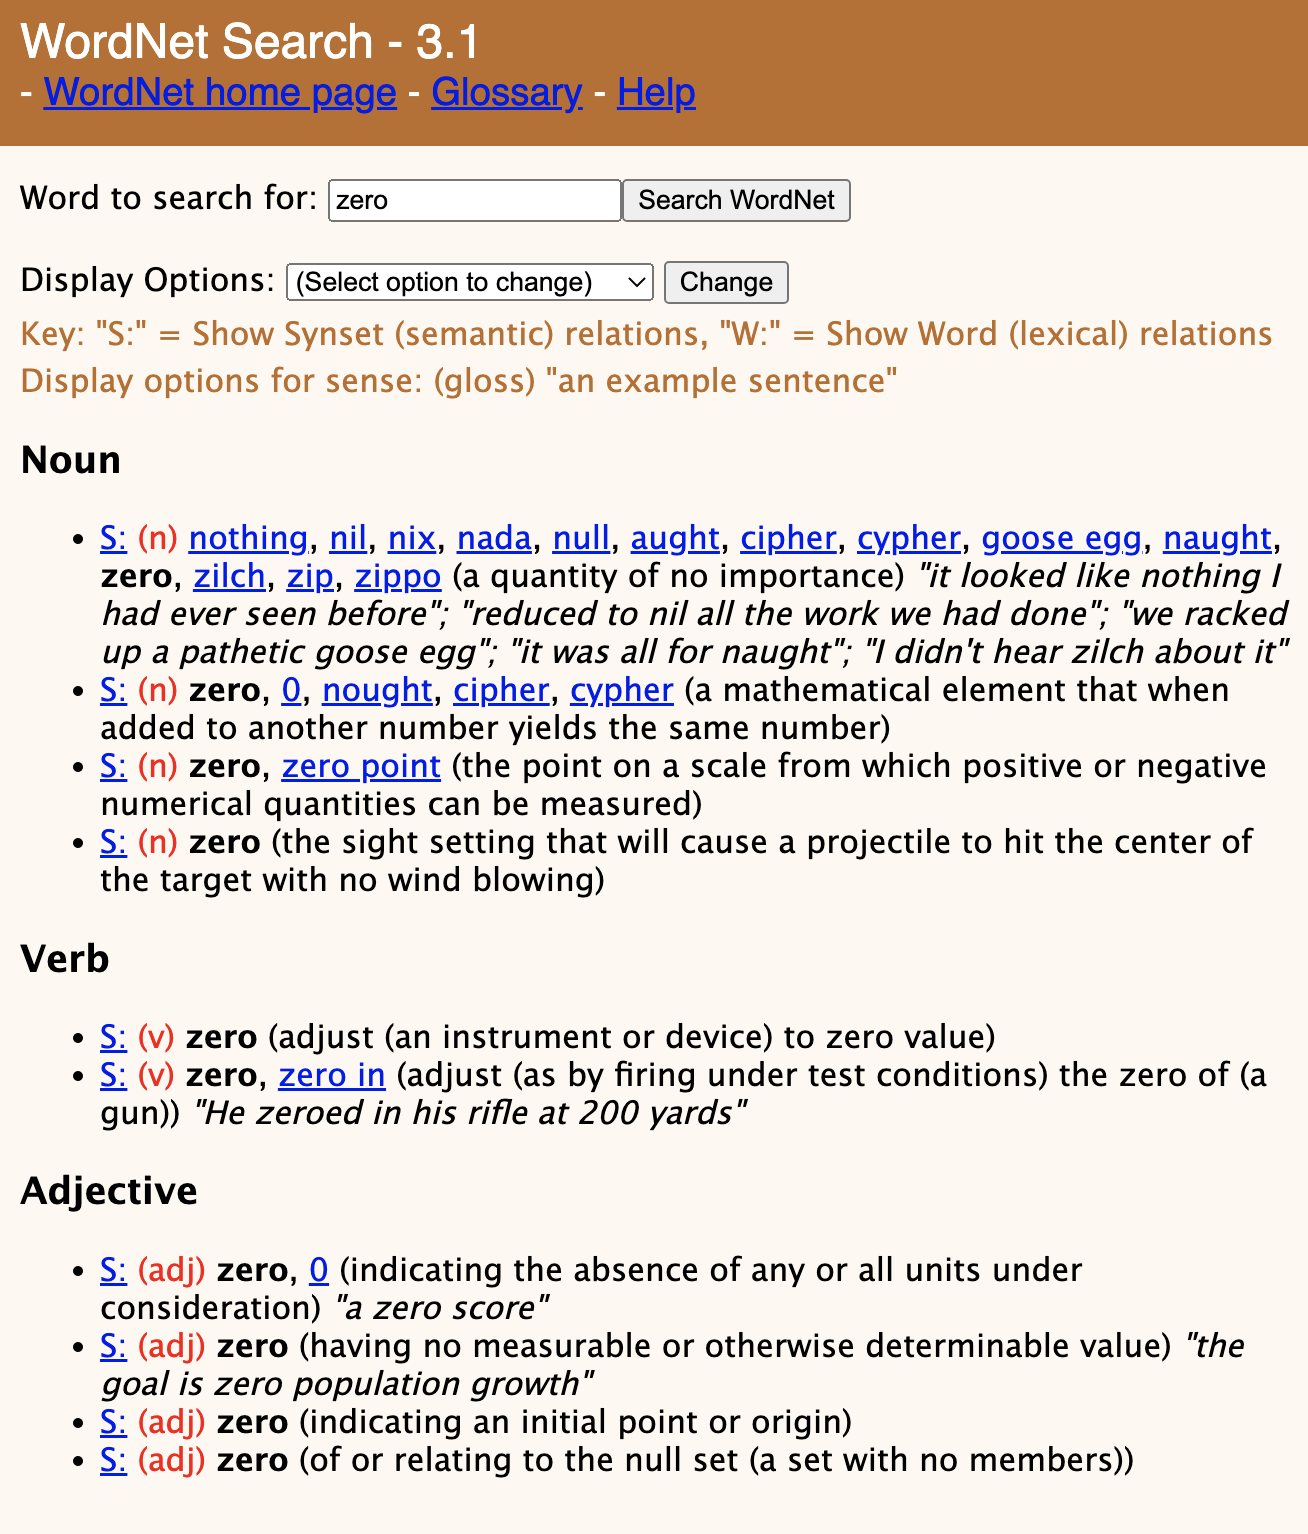 WordNet Search - 3.1
- WordNet home page - Glossary - Help
Word to search for: zero Search WordNet
Display Options: (Select option to change) Change
Key: "S:" = Show Synset (semantic) relations, "W:" = Show Word (lexical) relations
Display options for sense: (gloss) "an example sentence"
Noun
• S: (n) nothing, nil, nix, nada, null, aught, cipher, cypher, goose egg, naught,
zero, zilch, zip, zippo (a quantity of no importance) "it looked like nothing I
had ever seen before"; "reduced to nil all the work we had done"; "we racked
up a pathetic goose egg"; "it was all for naught"; "I didn't hear zilch about it"
• S: (n) zero, 0, nought, cipher, cypher (a mathematical element that when
added to another number yields the same number)
• S: (n) zero, zero point (the point on a scale from which positive or negative
numerical quantities can be measured)
• S: (n) zero (the sight setting that will cause a projectile to hit the center of
the target with no wind blowing)
Verb
• S: (v) zero (adjust (an instrument or device) to zero value)
• S: (v) zero, zero in (adjust (as by firing under test conditions) the zero of (a
gun)) "He zeroed in his rifle at 200 yards"
Adjective
• S: (adj) zero, 0 (indicating the absence of any or all units under
consideration) "a zero score"
• S: (adj) zero (having no measurable or otherwise determinable value) "the
goal is zero population growth"
• S: (adj) zero (indicating an initial point or origin)
• S: (adj) zero (of or relating to the null set (a set with no members))